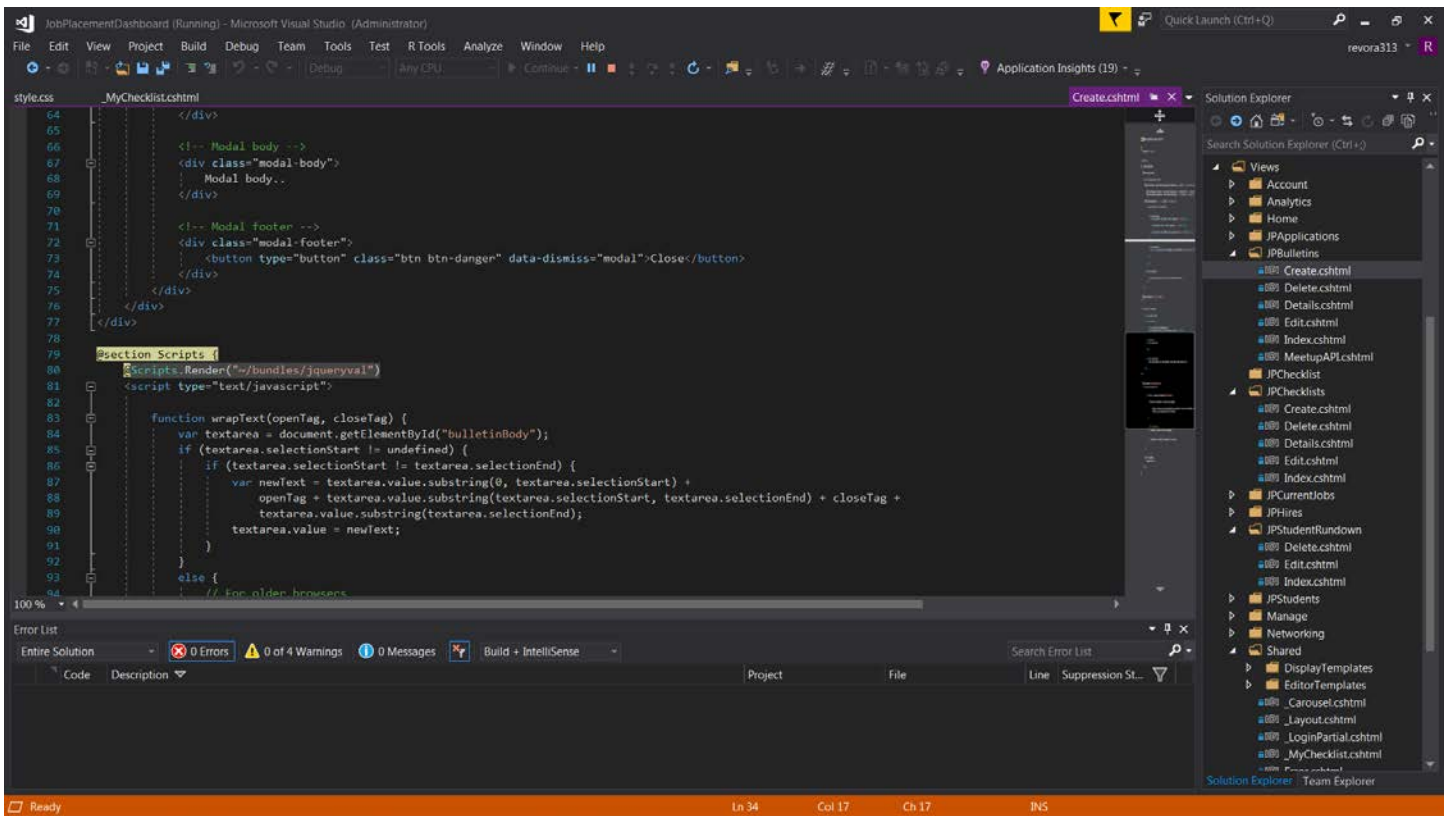 JobPlacementDashboard (Running) - Microsoft Visual Studio (Administrator)
Quick Launch (Ctrl+Q)
File Edit View Project Build Debug Team Tools Test R Tools Analyze Window Help
revora313 R
Debug Any CPU Continue Application Insights (19)
style.css _MyChecklist.cshtml Create.cshtml
64 </div>
65
66 <!-- Modal body -->
67 <div class="modal-body">
68 Modal body..
69 </div>
70
71 <!-- Modal footer -->
72 <div class="modal-footer">
73 <button type="button" class="btn btn-danger" data-dismiss="modal">Close</button>
74 </div>
75 </div>
76 </div>
77 </div>
78
79 @section Scripts {
80 @Scripts.Render("~/bundles/jqueryval")
81 <script type="text/javascript">
82
83 function wrapText(openTag, closeTag) {
84 var textarea = document.getElementById("bulletinBody");
85 if (textarea.selectionStart != undefined) {
86 if (textarea.selectionStart != textarea.selectionEnd) {
87 var newText = textarea.value.substring(0, textarea.selectionStart) +
88 openTag + textarea.value.substring(textarea.selectionStart, textarea.selectionEnd) + closeTag +
89 textarea.value.substring(textarea.selectionEnd);
90 textarea.value = newText;
91 }
92 }
93 else {
94 // For older browsers
100 %
Solution Explorer
Search Solution Explorer (Ctrl+;)
Views
Account
Analytics
Home
JPApplications
JPBulletins
Create.cshtml
Delete.cshtml
Details.cshtml
Edit.cshtml
Index.cshtml
MeetupAPI.cshtml
JPChecklist
JPChecklists
Create.cshtml
Delete.cshtml
Details.cshtml
Edit.cshtml
Index.cshtml
JPCurrentJobs
JPHires
JPStudentRundown
Delete.cshtml
Edit.cshtml
Index.cshtml
JPStudents
Manage
Networking
Shared
DisplayTemplates
EditorTemplates
_Carousel.cshtml
_Layout.cshtml
_LoginPartial.cshtml
_MyChecklist.cshtml
Error.cshtml
Solution Explorer Team Explorer
Error List
Entire Solution 0 Errors 0 of 4 Warnings 0 Messages Build + IntelliSense Search Error List
Code Description Project File Line Suppression St...
Ready Ln 34 Col 17 Ch 17 INS